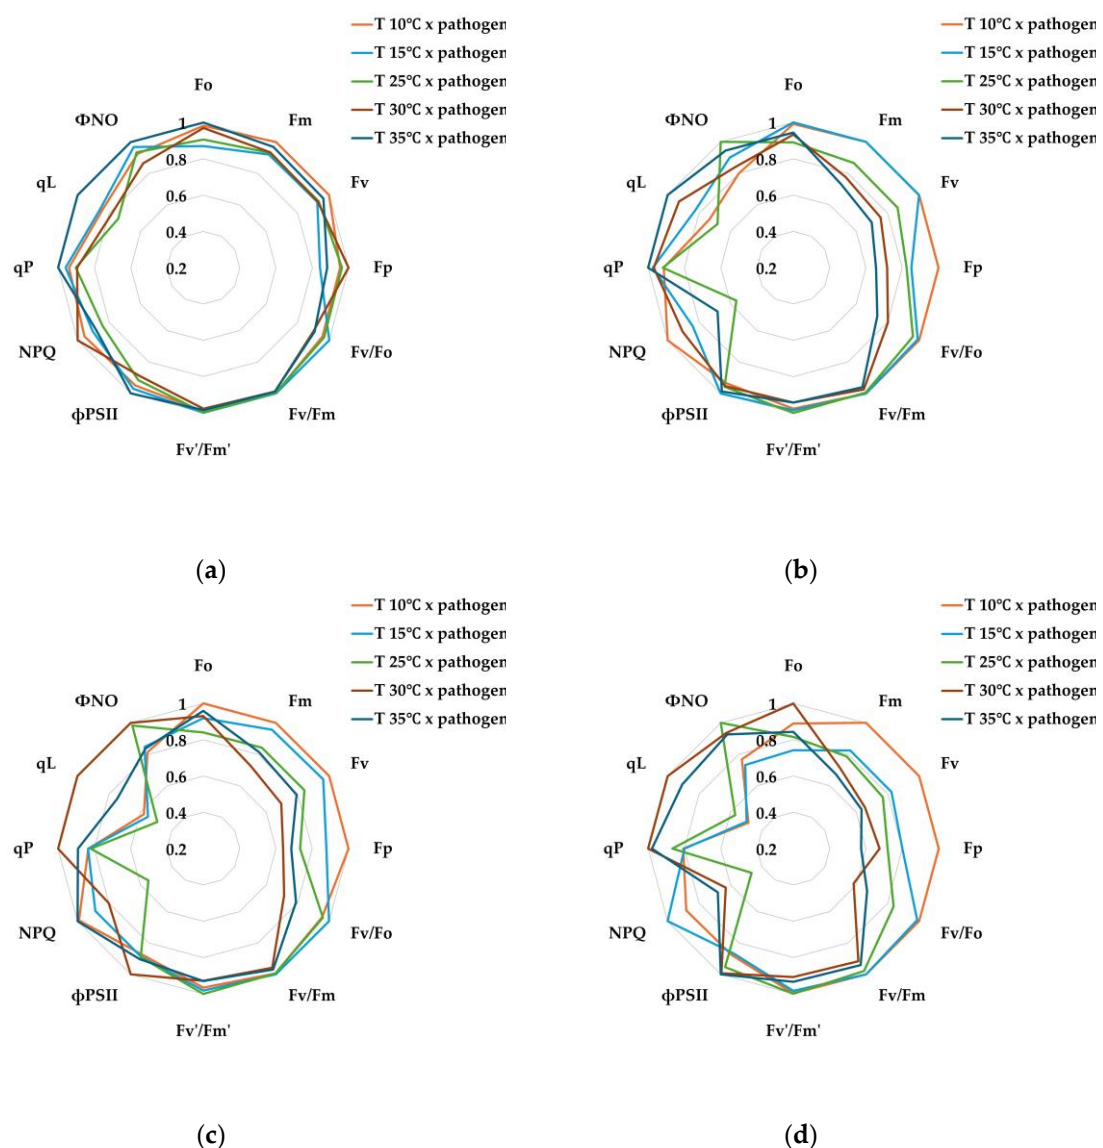 T 10℃ x pathogen
T 15℃ x pathogen
T 25℃ x pathogen
T 30℃ x pathogen
T 35℃ x pathogen
Fo
Fm
Fv
Fp
Fv/Fo
Fv/Fm
Fv'/Fm'
ϕPSII
NPQ
qP
qL
ΦNO
1
0.8
0.6
0.4
0.2
(a)
T 10℃ x pathogen
T 15℃ x pathogen
T 25℃ x pathogen
T 30℃ x pathogen
T 35℃ x pathogen
Fo
Fm
Fv
Fp
Fv/Fo
Fv/Fm
Fv'/Fm'
ϕPSII
NPQ
qP
qL
ΦNO
1
0.8
0.6
0.4
0.2
(b)
T 10℃ x pathogen
T 15℃ x pathogen
T 25℃ x pathogen
T 30℃ x pathogen
T 35℃ x pathogen
Fo
Fm
Fv
Fp
Fv/Fo
Fv/Fm
Fv'/Fm'
ϕPSII
NPQ
qP
qL
ΦNO
1
0.8
0.6
0.4
0.2
(c)
T 10℃ x pathogen
T 15℃ x pathogen
T 25℃ x pathogen
T 30℃ x pathogen
T 35℃ x pathogen
Fo
Fm
Fv
Fp
Fv/Fo
Fv/Fm
Fv'/Fm'
ϕPSII
NPQ
qP
qL
ΦNO
1
0.8
0.6
0.4
0.2
(d)